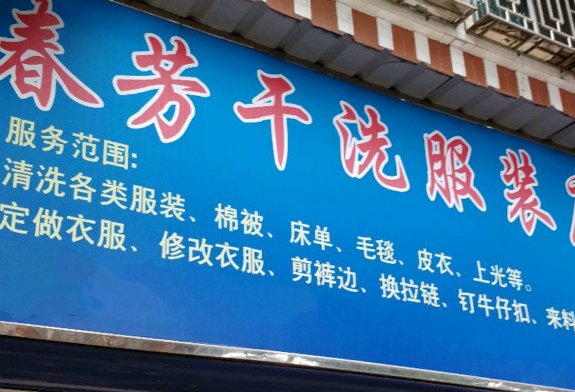 春芳干洗服装
服务范围:
清洗各类服装、棉被、床单、毛毯、皮衣、上光等。
定做衣服、修改衣服、剪裤边、换拉链、钉牛仔扣、来料